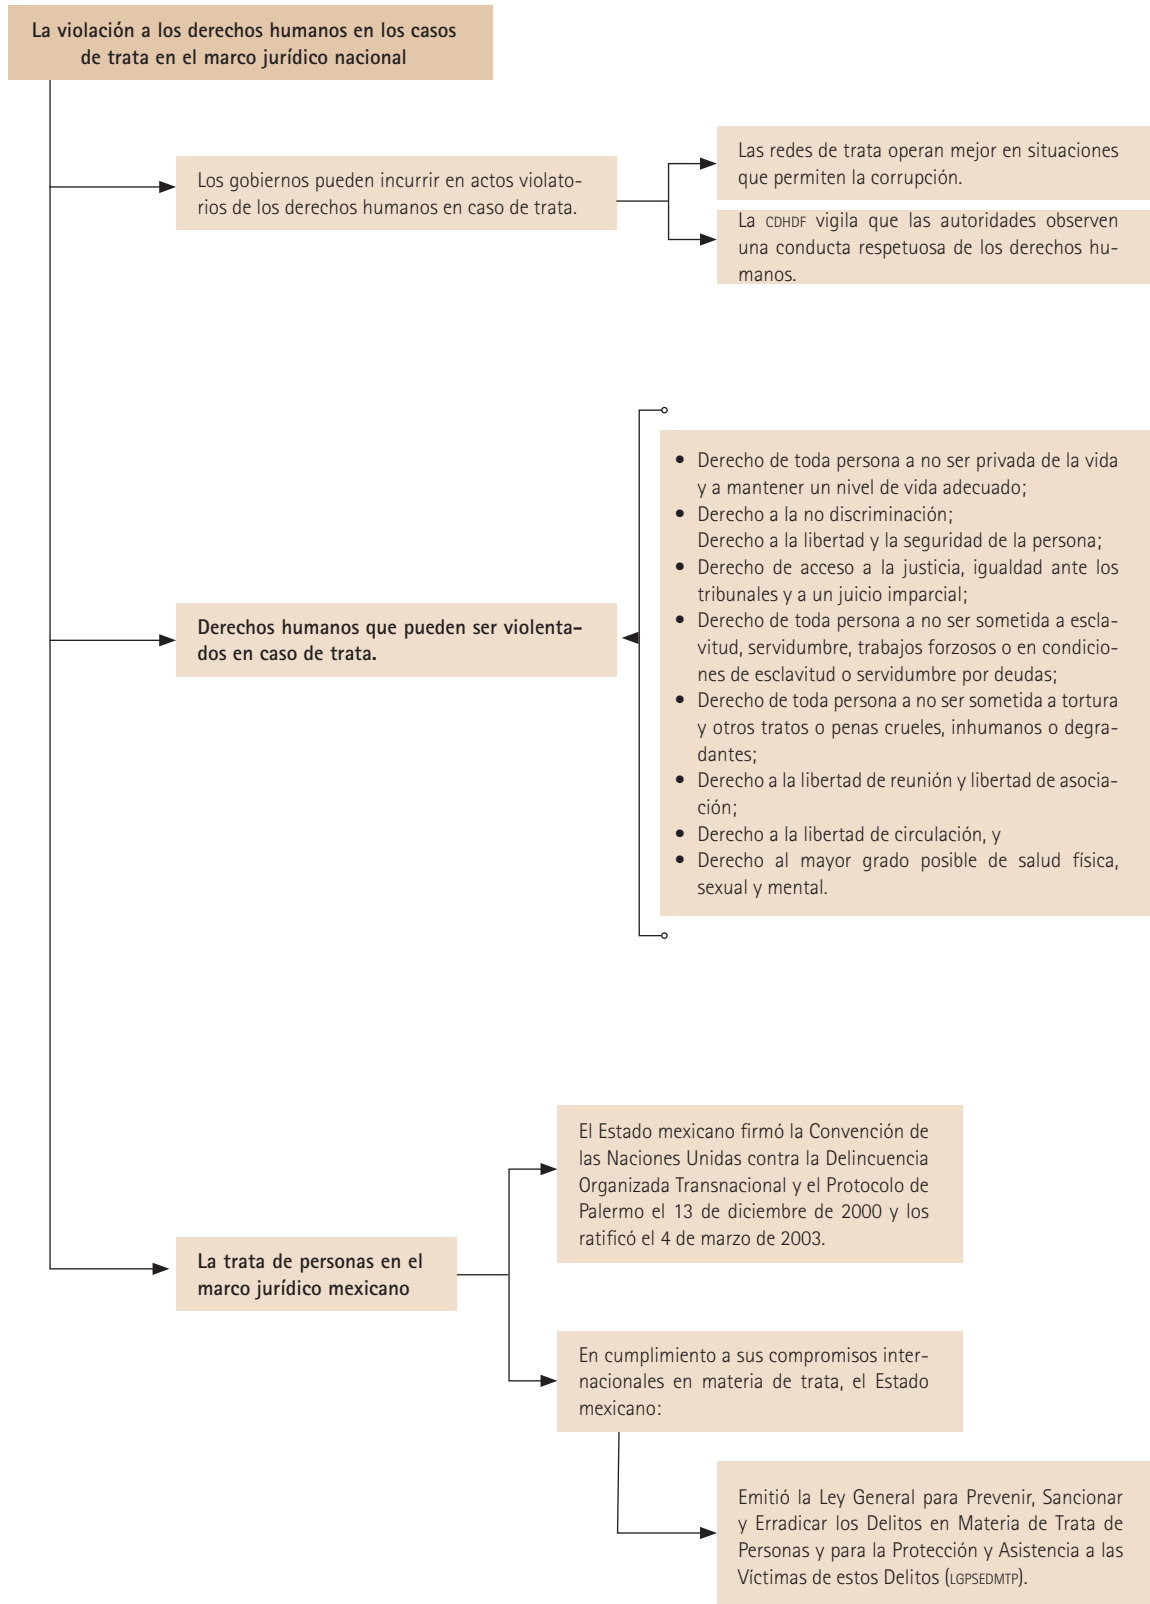 La violación a los derechos humanos en los casos
de trata en el marco jurídico nacional
Los gobiernos pueden incurrir en actos violato-
rios de los derechos humanos en caso de trata.
Las redes de trata operan mejor en situaciones
que permiten la corrupción.
La CDHDF vigila que las autoridades observen
una conducta respetuosa de los derechos hu-
manos.
Derechos humanos que pueden ser violenta-
dos en caso de trata.
• Derecho de toda persona a no ser privada de la vida
y a mantener un nivel de vida adecuado;
• Derecho a la no discriminación;
Derecho a la libertad y la seguridad de la persona;
• Derecho de acceso a la justicia, igualdad ante los
tribunales y a un juicio imparcial;
• Derecho de toda persona a no ser sometida a escla-
vitud, servidumbre, trabajos forzosos o en condicio-
nes de esclavitud o servidumbre por deudas;
• Derecho de toda persona a no ser sometida a tortura
y otros tratos o penas crueles, inhumanos o degra-
dantes;
• Derecho a la libertad de reunión y libertad de asocia-
ción;
• Derecho a la libertad de circulación, y
• Derecho al mayor grado posible de salud física,
sexual y mental.
La trata de personas en el
marco jurídico mexicano
El Estado mexicano firmó la Convención de
las Naciones Unidas contra la Delincuencia
Organizada Transnacional y el Protocolo de
Palermo el 13 de diciembre de 2000 y los
ratificó el 4 de marzo de 2003.
En cumplimiento a sus compromisos inter-
nacionales en materia de trata, el Estado
mexicano:
Emitió la Ley General para Prevenir, Sancionar
y Erradicar los Delitos en Materia de Trata de
Personas y para la Protección y Asistencia a las
Víctimas de estos Delitos (LGPSEDMTP).